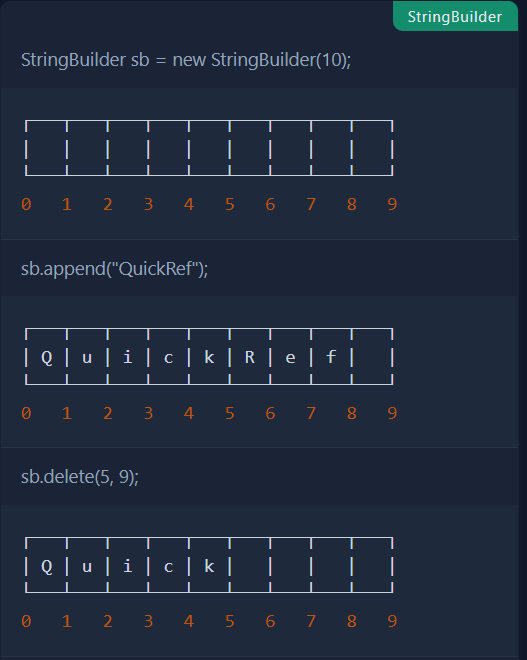 StringBuilder
StringBuilder sb = new StringBuilder(10);
0 1 2 3 4 5 6 7 8 9
sb.append("QuickRef");
Q u i c k R e f
0 1 2 3 4 5 6 7 8 9
sb.delete(5, 9);
Q u i c k
0 1 2 3 4 5 6 7 8 9